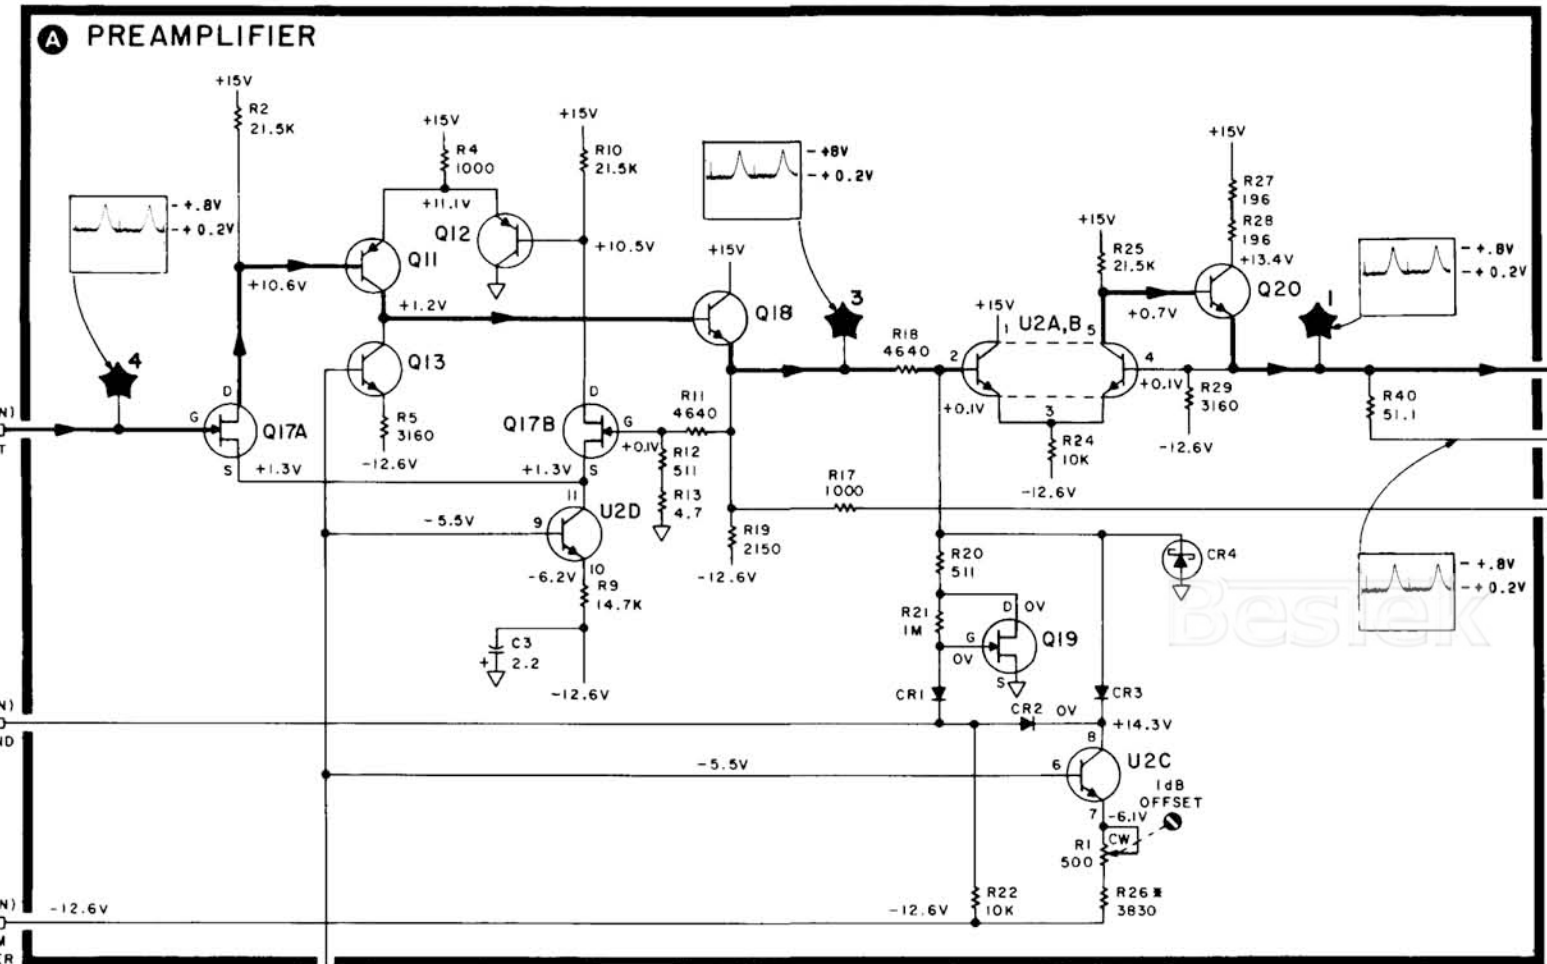 A PREAMPLIFIER
+15V
R2
21.5K
+15V
R4
1000
+15V
R10
21.5K
-+.8V
-+0.2V
+11.1V
Q12
+10.5V
Q11
+10.6V
+1.2V
-+8V
-+0.2V
+15V
Q18
3
R18
4640
+15V
R27
196
R28
196
+13.4V
+15V
R25
21.5K
Q20
+0.7V
+15V
1
U2A,B
5
2
4
+0.1V
+0.1V
3
R24
10K
-12.6V
R29
3160
-12.6V
1
-+.8V
-+0.2V
R40
51.1
4
Q13
R5
3160
-12.6V
N)
T
G
D
Q17A
S
+1.3V
D
Q17B
G
+0.1V
+1.3V
S
R11
4640
R12
511
R13
4.7
R17
1000
R19
2150
-12.6V
11
U2D
-5.5V
9
10
-6.2V
R9
14.7K
C3
+
2.2
-12.6V
R20
511
CR4
-+.8V
-+0.2V
Bestek
R21
1M
D
0V
G
0V
Q19
S
CR1
CR2
0V
CR3
+14.3V
N)
ND
8
U2C
-5.5V
6
1dB
OFFSET
7
-6.1V
CW
R1
500
R22
10K
R26*
3830
N)
-12.6V
-12.6V
M
ER